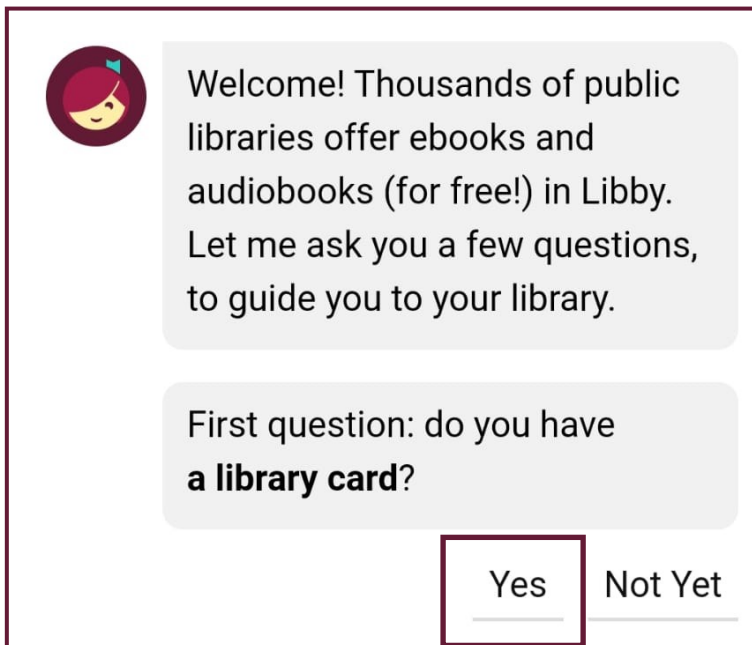 Welcome! Thousands of public
libraries offer ebooks and
audiobooks (for free!) in Libby.
Let me ask you a few questions,
to guide you to your library.
First question: do you have
a library card?
Yes Not Yet